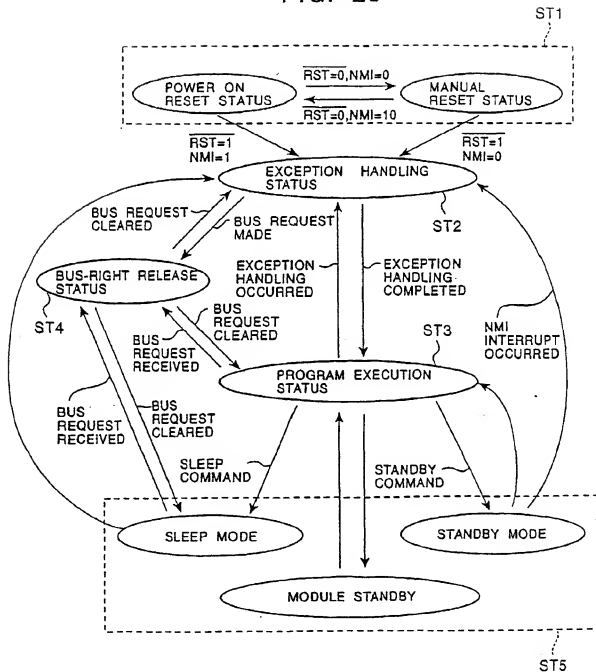 ST1
POWER ON
RESET STATUS
RST=0,NMI=0
RST=0,NMI=10
MANUAL
RESET STATUS
RST=1
NMI=1
RST=1
NMI=0
EXCEPTION HANDLING
STATUS
ST2
BUS REQUEST
CLEARED
BUS REQUEST
MADE
BUS-RIGHT RELEASE
STATUS
ST4
EXCEPTION
HANDLING
OCCURRED
EXCEPTION
HANDLING
COMPLETED
BUS
REQUEST
CLEARED
BUS
REQUEST
RECEIVED
ST3
NMI
INTERRUPT
OCCURRED
PROGRAM EXECUTION
STATUS
BUS
REQUEST
RECEIVED
BUS
REQUEST
CLEARED
SLEEP
COMMAND
STANDBY
COMMAND
SLEEP MODE
STANDBY MODE
MODULE STANDBY
ST5